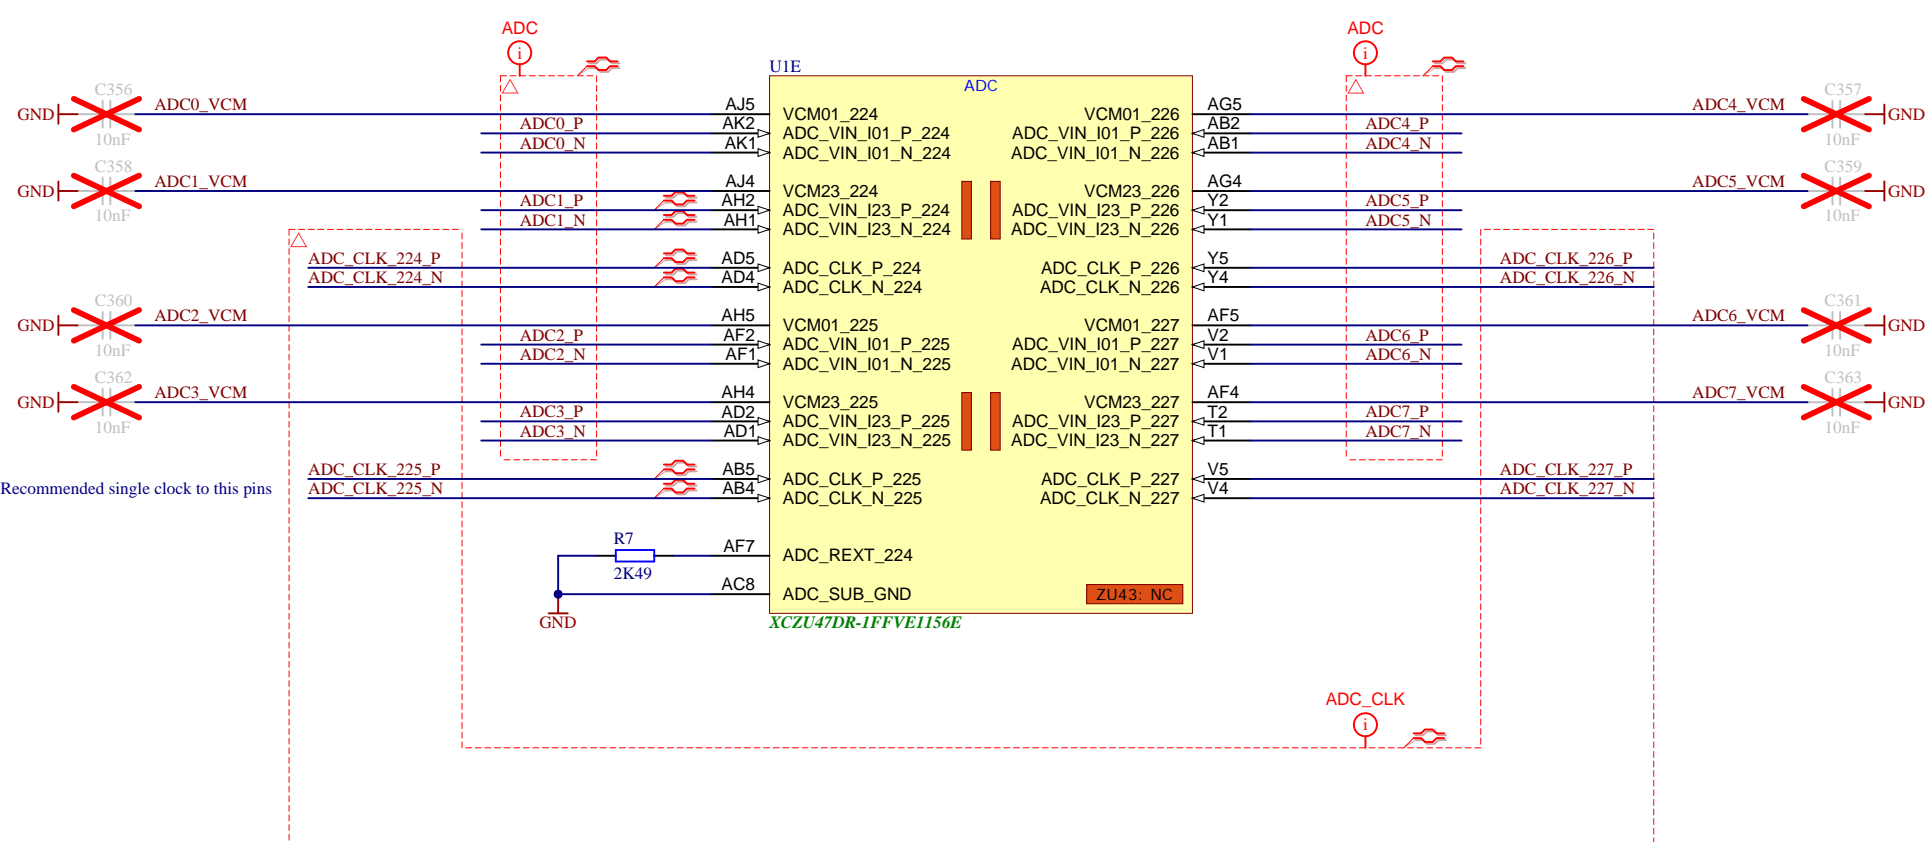 ADC
ADC
U1E
ADC
C356
GND
10nF
ADC0_VCM
AJ5
VCM01_224
VCM01_226
AG5
ADC4_VCM
C357
GND
10nF
ADC0_P
AK2
ADC_VIN_I01_P_224
ADC_VIN_I01_P_226
AB2
ADC4_P
ADC0_N
AK1
ADC_VIN_I01_N_224
ADC_VIN_I01_N_226
AB1
ADC4_N
C358
GND
10nF
ADC1_VCM
AJ4
VCM23_224
VCM23_226
AG4
ADC5_VCM
C359
GND
10nF
ADC1_P
AH2
ADC_VIN_I23_P_224
ADC_VIN_I23_P_226
Y2
ADC5_P
ADC1_N
AH1
ADC_VIN_I23_N_224
ADC_VIN_I23_N_226
Y1
ADC5_N
ADC_CLK_224_P
AD5
ADC_CLK_P_224
ADC_CLK_P_226
Y5
ADC_CLK_226_P
ADC_CLK_224_N
AD4
ADC_CLK_N_224
ADC_CLK_N_226
Y4
ADC_CLK_226_N
C360
GND
10nF
ADC2_VCM
AH5
VCM01_225
VCM01_227
AF5
ADC6_VCM
C361
GND
10nF
ADC2_P
AF2
ADC_VIN_I01_P_225
ADC_VIN_I01_P_227
V2
ADC6_P
ADC2_N
AF1
ADC_VIN_I01_N_225
ADC_VIN_I01_N_227
V1
ADC6_N
C362
GND
10nF
ADC3_VCM
AH4
VCM23_225
VCM23_227
AF4
ADC7_VCM
C363
GND
10nF
ADC3_P
AD2
ADC_VIN_I23_P_225
ADC_VIN_I23_P_227
T2
ADC7_P
ADC3_N
AD1
ADC_VIN_I23_N_225
ADC_VIN_I23_N_227
T1
ADC7_N
ADC_CLK_225_P
AB5
ADC_CLK_P_225
ADC_CLK_P_227
V5
ADC_CLK_227_P
Recommended single clock to this pins
ADC_CLK_225_N
AB4
ADC_CLK_N_225
ADC_CLK_N_227
V4
ADC_CLK_227_N
R7
2K49
AF7
ADC_REXT_224
AC8
ADC_SUB_GND
ZU43: NC
GND
XCZU47DR-1FFVE1156E
ADC_CLK